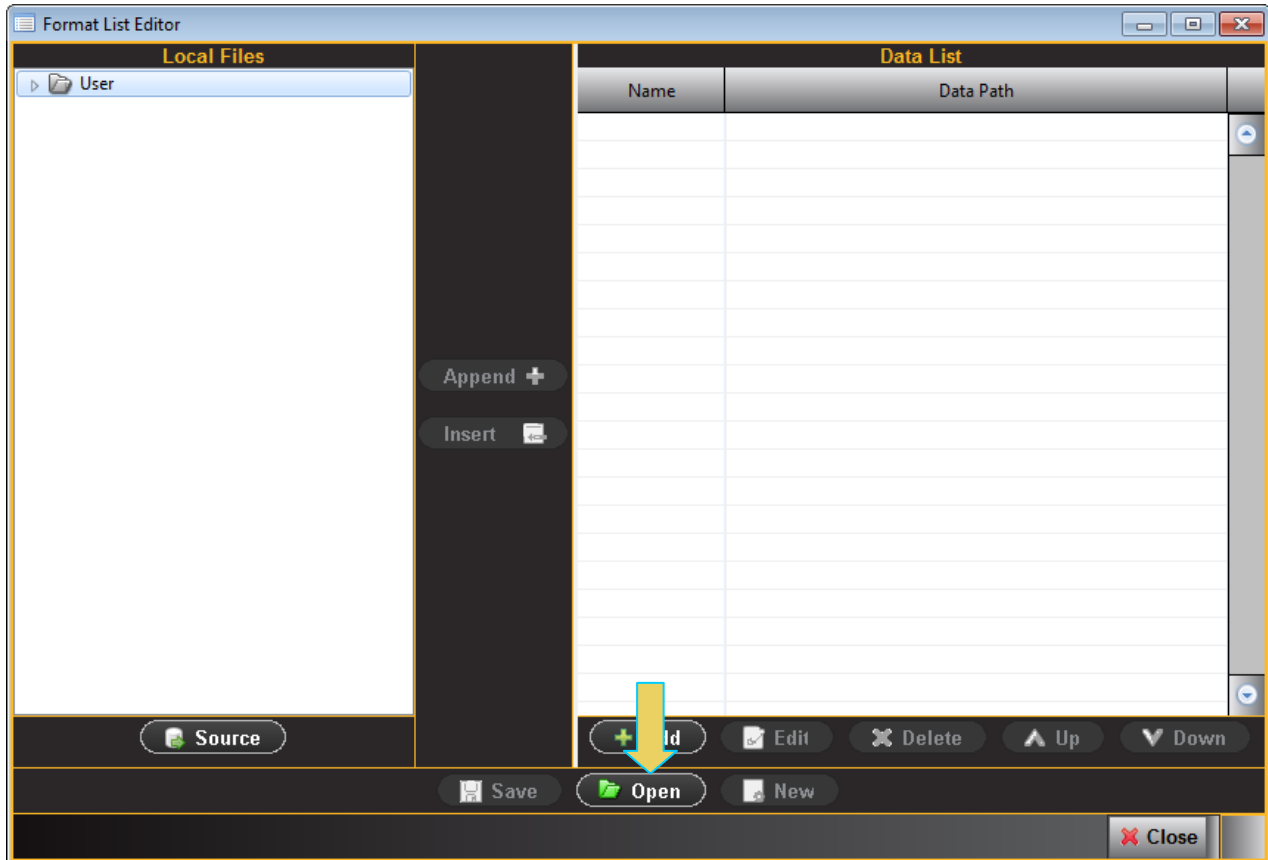 Format List Editor
Local Files
Data List
User
Name
Data Path
Append
Insert
Source
Edit
Delete
Up
Down
Save
Open
New
Close